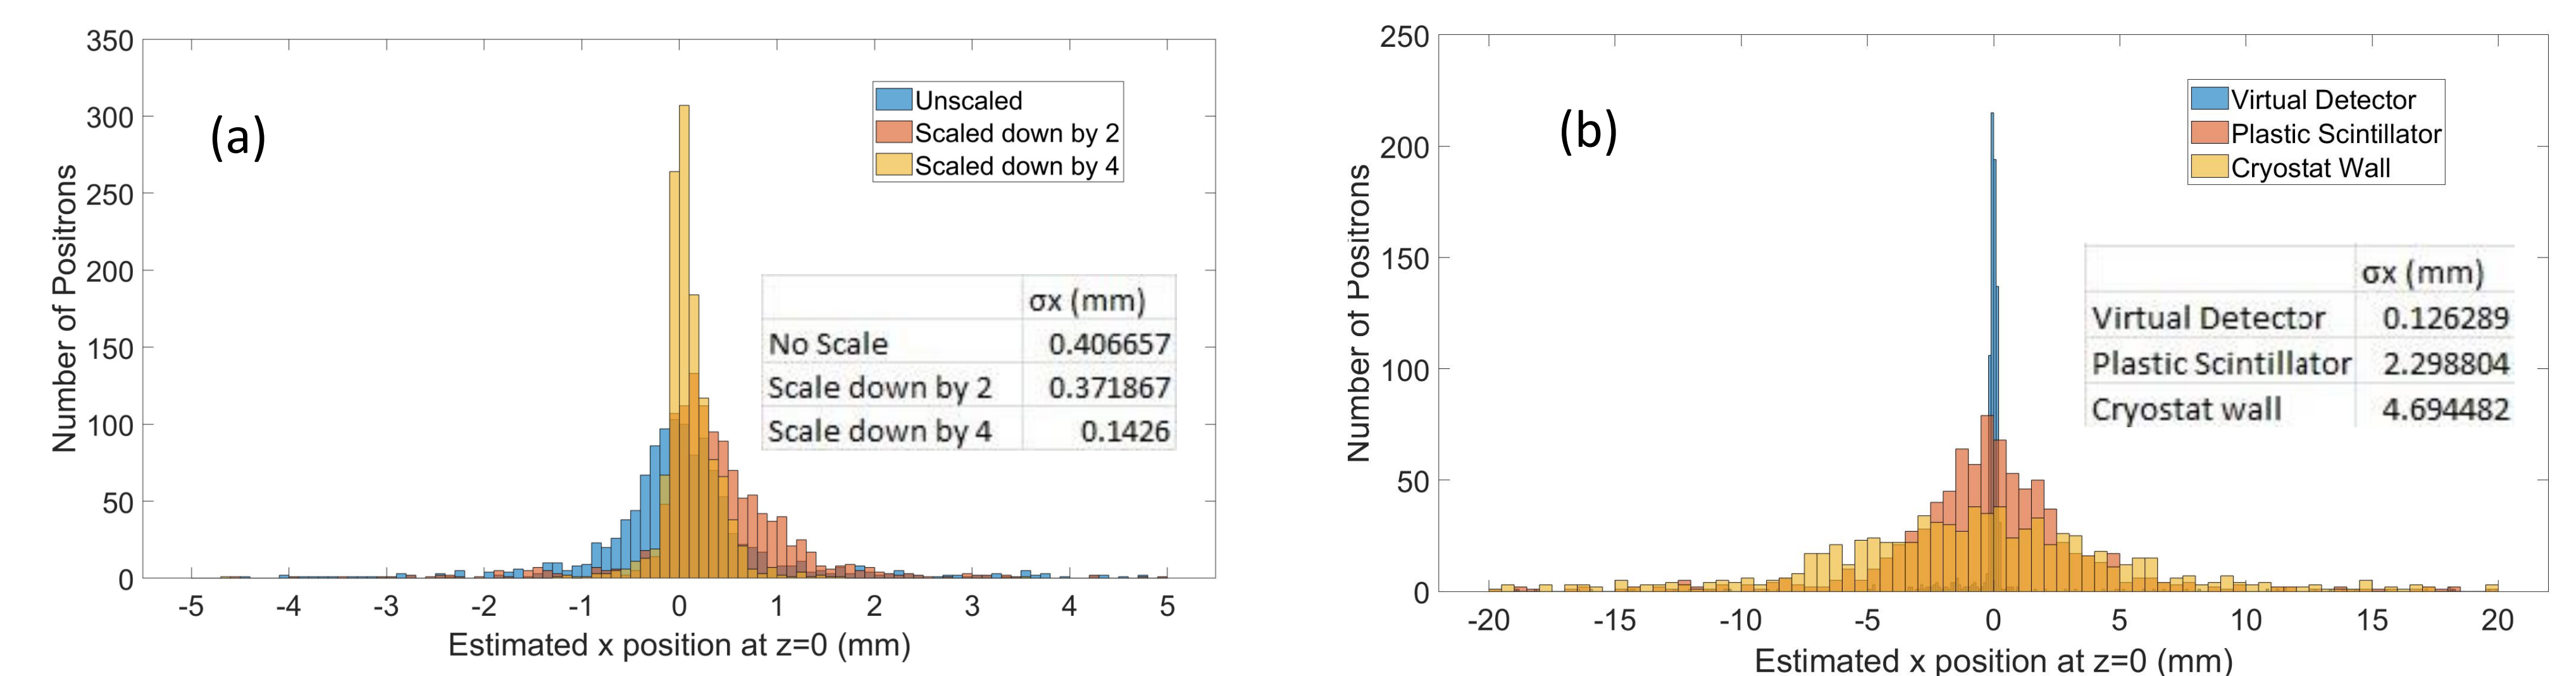 (a)
350
300
250
200
150
100
50
0
Number of Positrons
Unscaled
Scaled down by 2
Scaled down by 4
σx (mm)
No Scale 0.406657
Scale down by 2 0.371867
Scale down by 4 0.1426
-5 -4 -3 -2 -1 0 1 2 3 4 5
Estimated x position at z=0 (mm)
(b)
250
200
150
100
50
0
Number of Positrons
Virtual Detector
Plastic Scintillator
Cryostat Wall
σx (mm)
Virtual Detector 0.126289
Plastic Scintillator 2.298804
Cryostat wall 4.694482
-20 -15 -10 -5 0 5 10 15 20
Estimated x position at z=0 (mm)